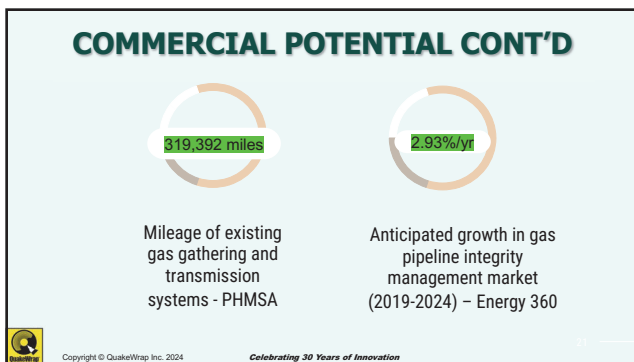 COMMERCIAL POTENTIAL CONT’D
319,392 miles
2.93%/yr
Mileage of existing
gas gathering and
transmission
systems - PHMSA
Anticipated growth in gas
pipeline integrity
management market
(2019-2024) – Energy 360
QuakeWrap
Copyright © QuakeWrap Inc. 2024
Celebrating 30 Years of Innovation
31